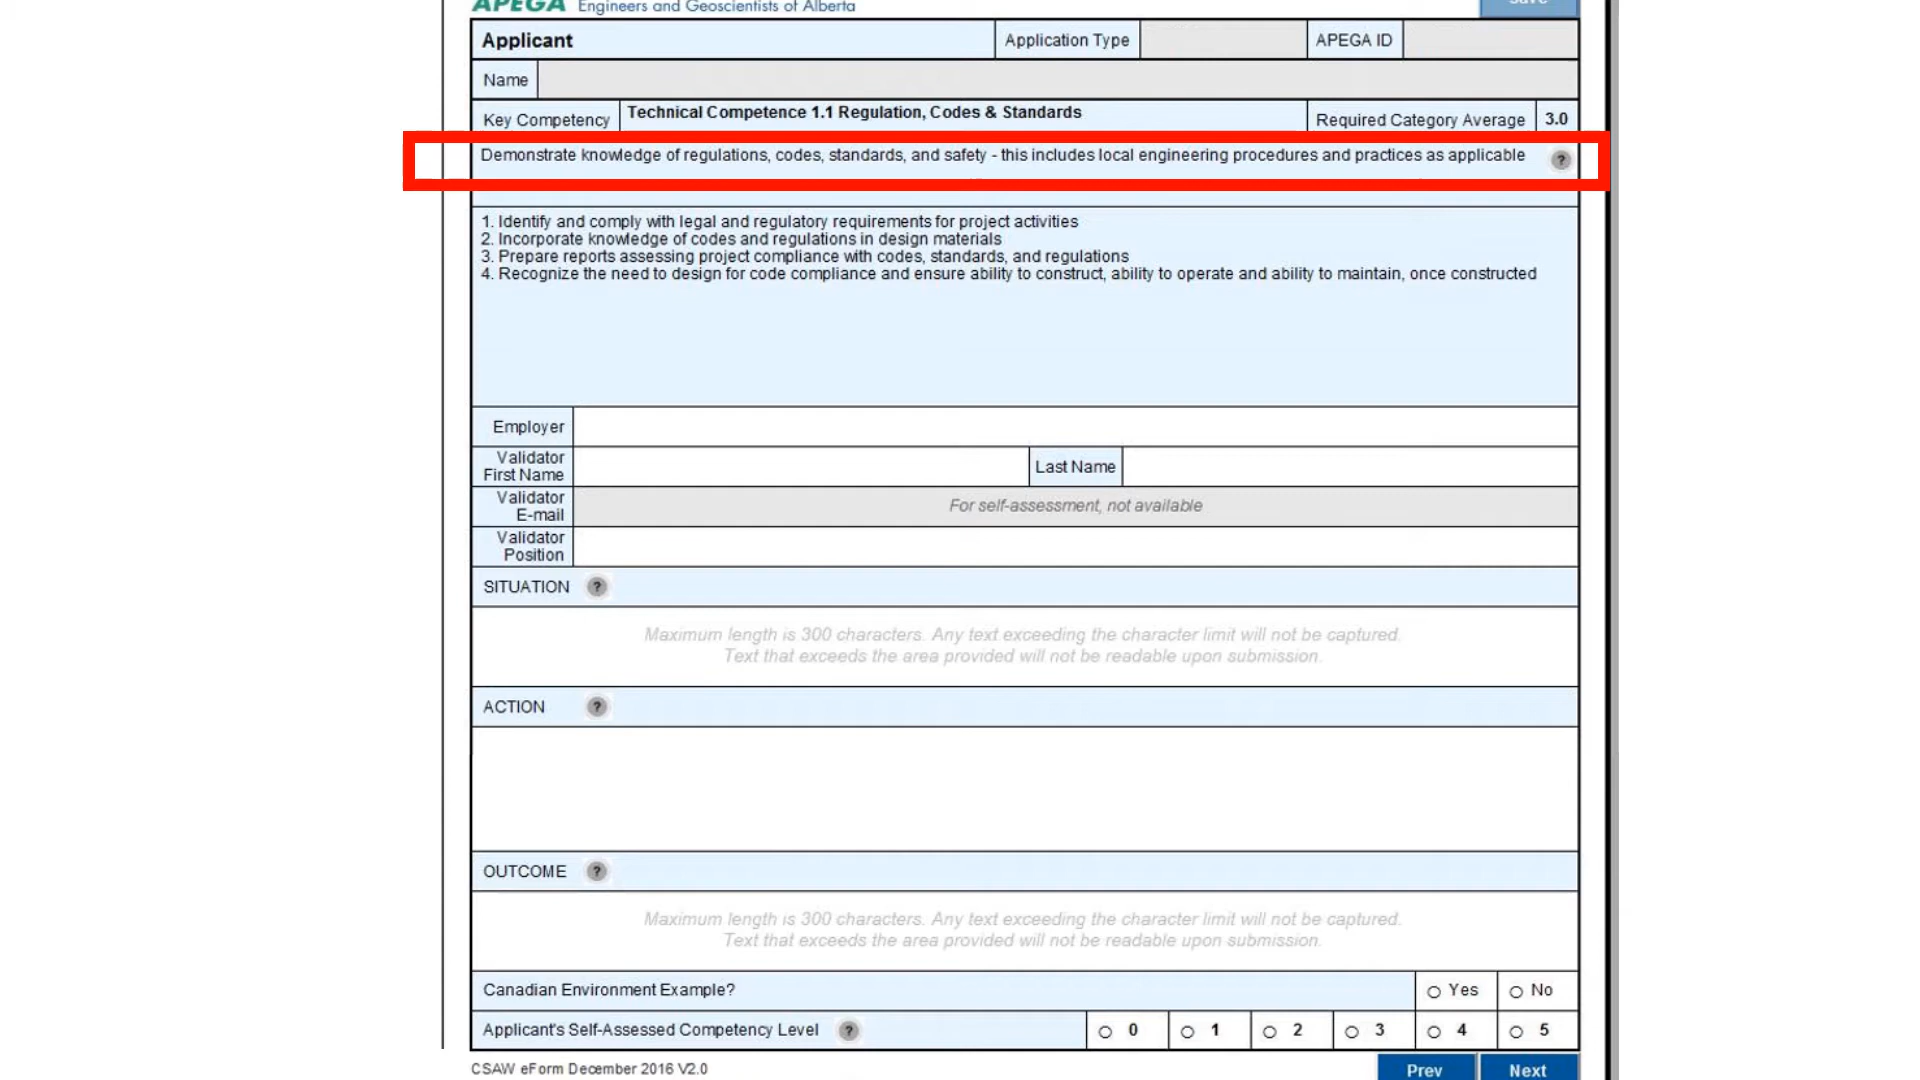 APEGA Engineers and Geoscientists of Alberta
Save
Applicant Application Type APEGA ID
Name
Key Competency Technical Competence 1.1 Regulation, Codes & Standards Required Category Average 3.0
Demonstrate knowledge of regulations, codes, standards, and safety - this includes local engineering procedures and practices as applicable ?
1. Identify and comply with legal and regulatory requirements for project activities
2. Incorporate knowledge of codes and regulations in design materials
3. Prepare reports assessing project compliance with codes, standards, and regulations
4. Recognize the need to design for code compliance and ensure ability to construct, ability to operate and ability to maintain, once constructed
Employer
Validator
First Name Last Name
Validator
E-mail For self-assessment, not available
Validator
Position
SITUATION ?
Maximum length is 300 characters. Any text exceeding the character limit will not be captured.
Text that exceeds the area provided will not be readable upon submission.
ACTION ?
OUTCOME ?
Maximum length is 300 characters. Any text exceeding the character limit will not be captured.
Text that exceeds the area provided will not be readable upon submission.
Canadian Environment Example? Yes No
Applicant's Self-Assessed Competency Level ? 0 1 2 3 4 5
CSAW eForm December 2016 V2.0 Prev Next